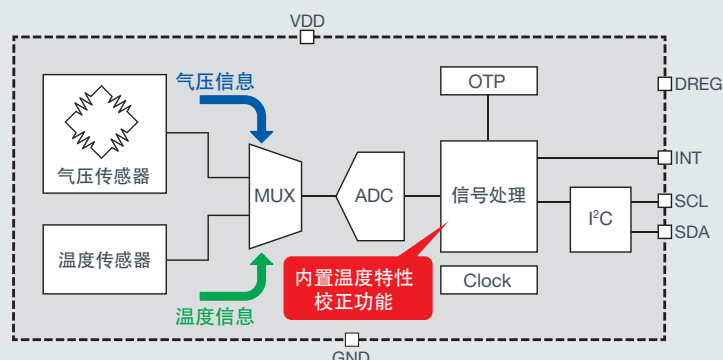 VDD
气压信息
OTP
DREG
气压传感器
MUX
ADC
信号处理
INT
I²C
SCL
SDA
温度传感器
内置温度特性
校正功能
Clock
温度信息
GND